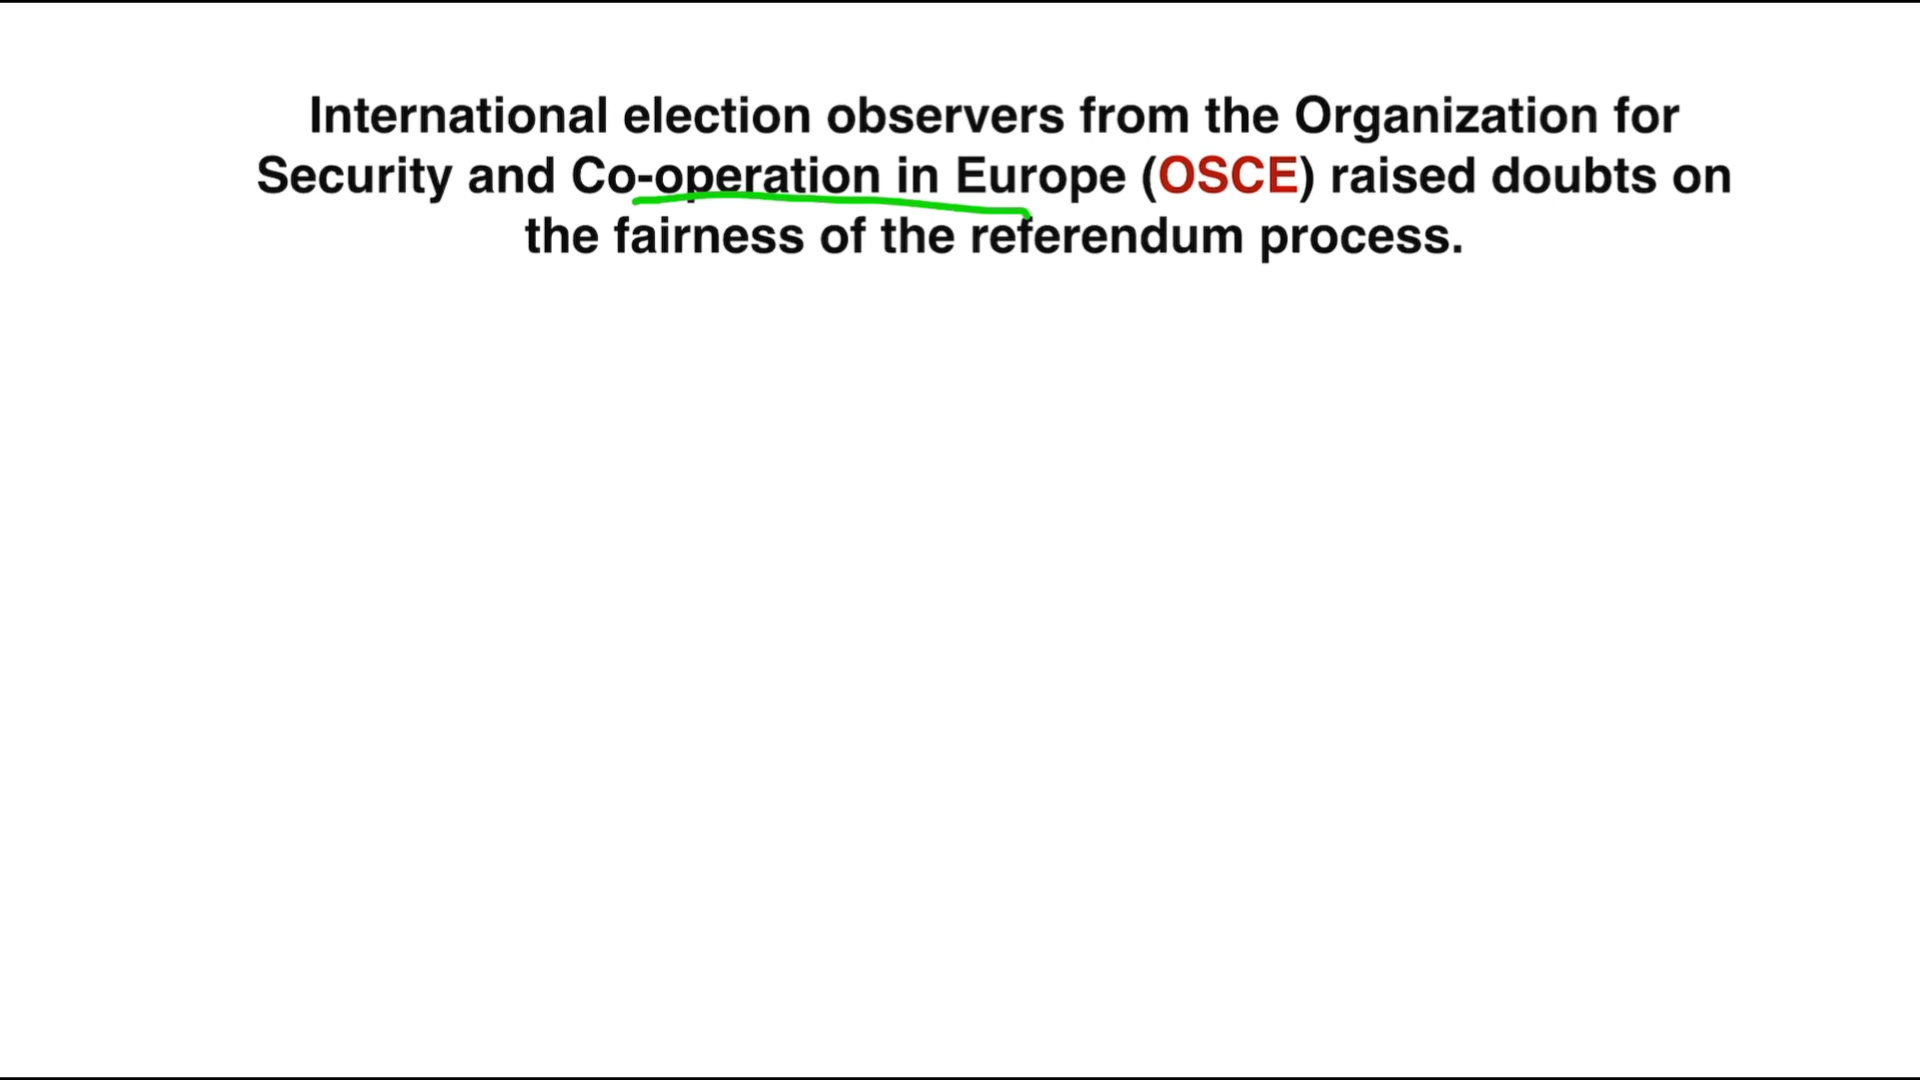 International election observers from the Organization for
Security and Co-operation in Europe (OSCE) raised doubts on
the fairness of the referendum process.